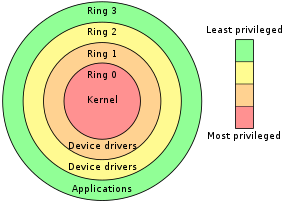 Ring 3
Ring 2
Ring 1
Ring 0
Kernel
Device drivers
Device drivers
Applications
Least privileged
Most privileged